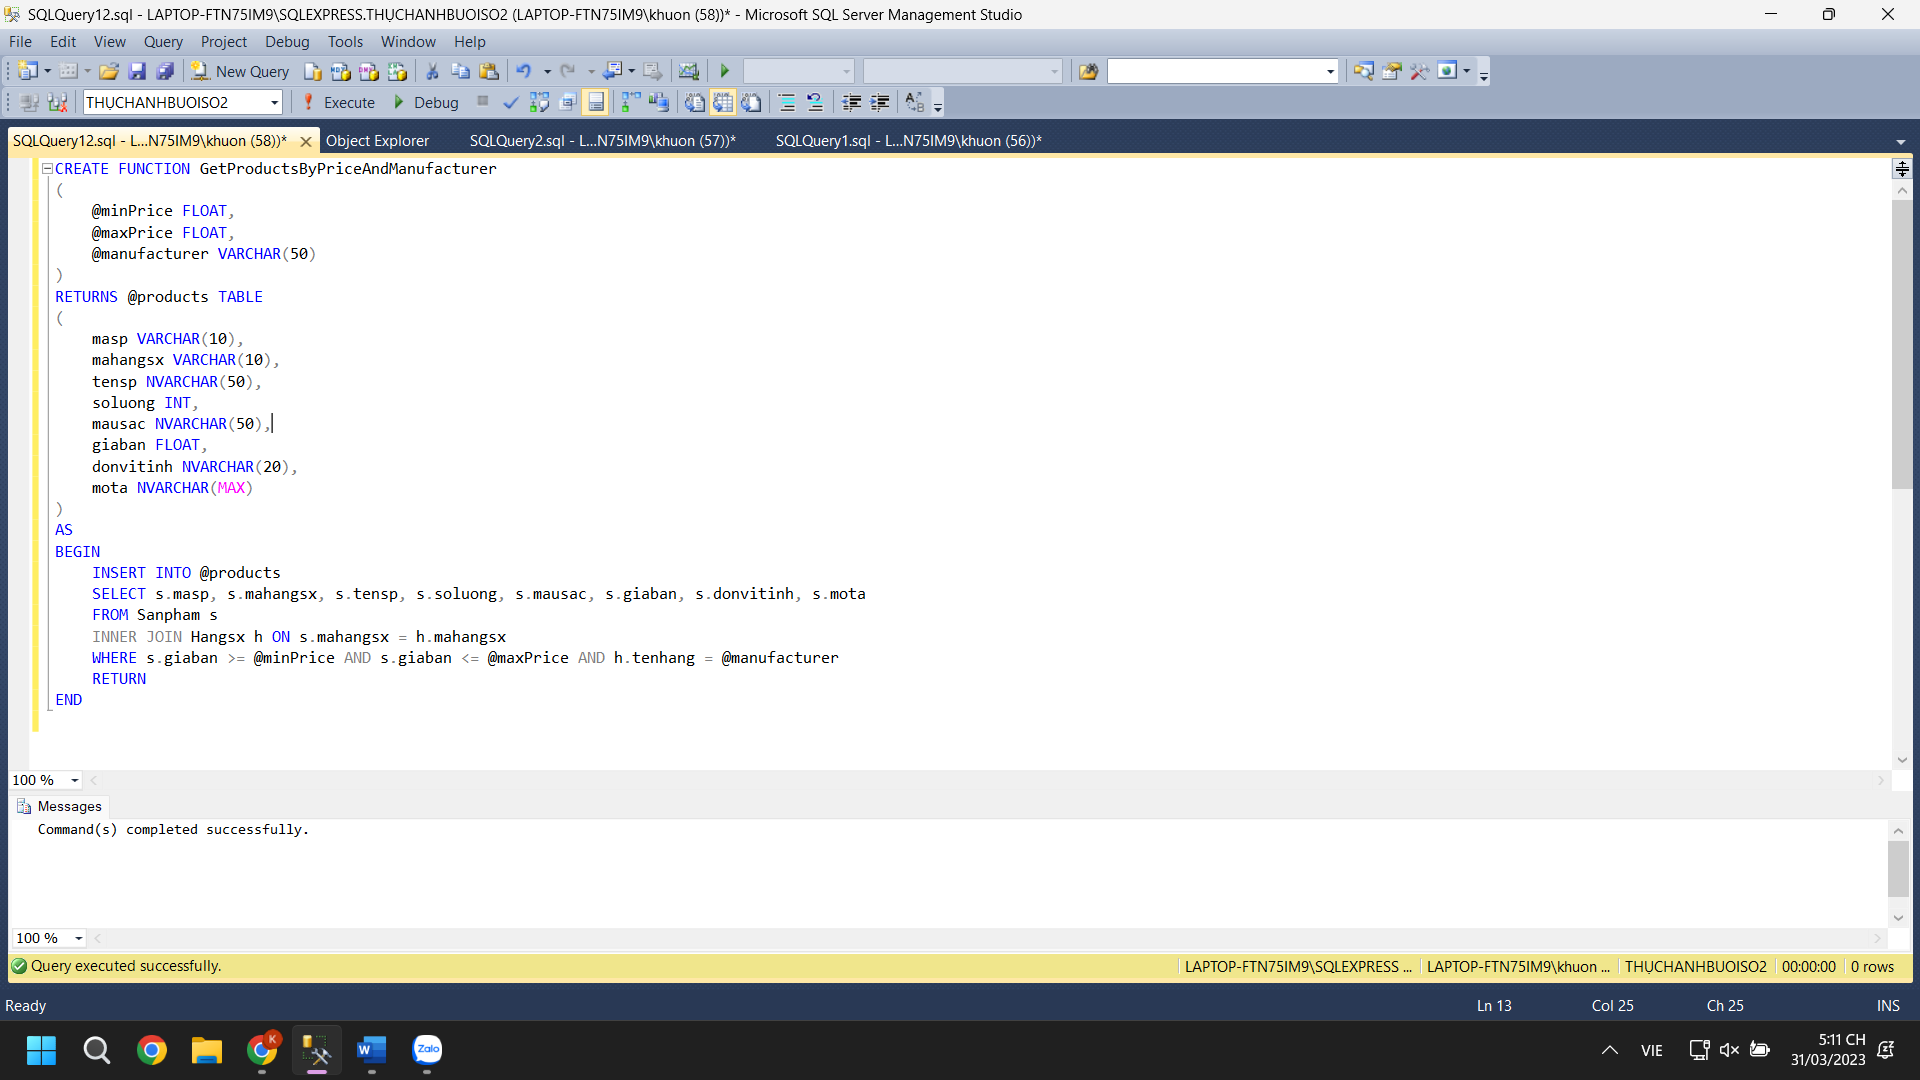 SQLQuery12.sql - LAPTOP-FTN75IM9\SQLEXPRESS.THỤCHANHBUOISO2 (LAPTOP-FTN75IM9\khuon (58))* - Microsoft SQL Server Management Studio
File Edit View Query Project Debug Tools Window Help
New Query
THỤCHANHBUOISO2 Execute Debug
SQLQuery12.sql - L...N75IM9\khuon (58))* Object Explorer SQLQuery2.sql - L...N75IM9\khuon (57))* SQLQuery1.sql - L...N75IM9\khuon (56))*
CREATE FUNCTION GetProductsByPriceAndManufacturer
(
@minPrice FLOAT,
@maxPrice FLOAT,
@manufacturer VARCHAR(50)
)
RETURNS @products TABLE
(
masp VARCHAR(10),
mahangsx VARCHAR(10),
tensp NVARCHAR(50),
soluong INT,
mausac NVARCHAR(50),
giaban FLOAT,
donvitinh NVARCHAR(20),
mota NVARCHAR(MAX)
)
AS
BEGIN
INSERT INTO @products
SELECT s.masp, s.mahangsx, s.tensp, s.soluong, s.mausac, s.giaban, s.donvitinh, s.mota
FROM Sanpham s
INNER JOIN Hangsx h ON s.mahangsx = h.mahangsx
WHERE s.giaban >= @minPrice AND s.giaban <= @maxPrice AND h.tenhang = @manufacturer
RETURN
END
100 %
Messages
Command(s) completed successfully.
100 %
Query executed successfully. LAPTOP-FTN75IM9\SQLEXPRESS ... LAPTOP-FTN75IM9\khuon ... THỤCHANHBUOISO2 00:00:00 0 rows
Ready Ln 13 Col 25 Ch 25 INS
K W Zalo VIE 5:11 CH
31/03/2023